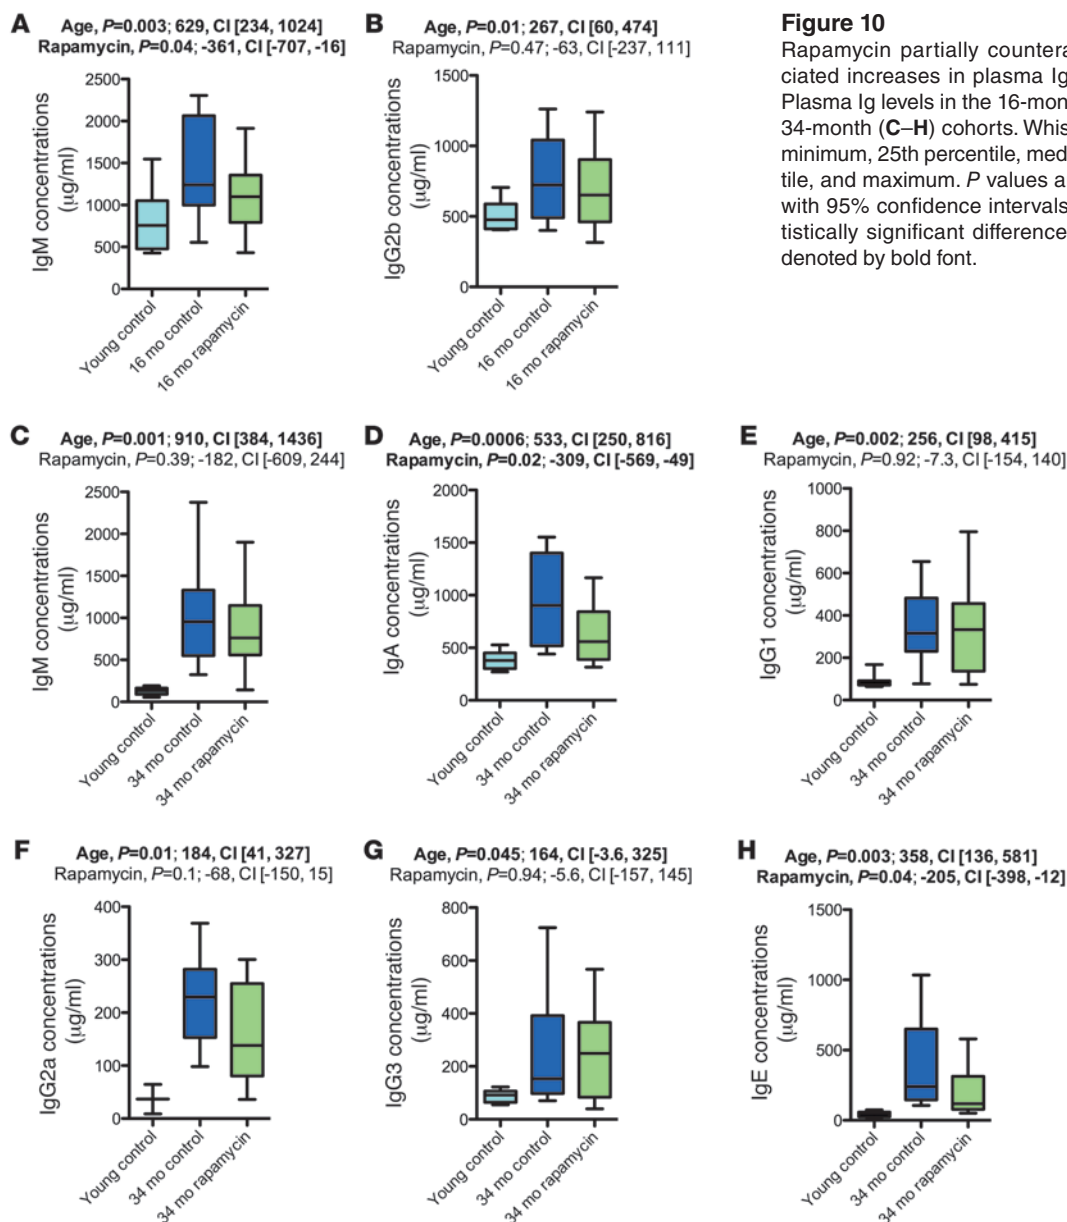 A
Age, P=0.003; 629, CI [234, 1024]
Rapamycin, P=0.04; -361, CI [-707, -16]
IgM concentrations
(μg/ml)
2500
2000
1500
1000
500
0
Young control
16 mo control
16 mo rapamycin
B
Age, P=0.01; 267, CI [60, 474]
Rapamycin, P=0.47; -63, CI [-237, 111]
IgG2b concentrations
(μg/ml)
1500
1000
500
0
Young control
16 mo control
16 mo rapamycin
Figure 10
Rapamycin partially countera
ciated increases in plasma Ig
Plasma Ig levels in the 16-mon
34-month (C–H) cohorts. Whis
minimum, 25th percentile, med
tile, and maximum. P values a
with 95% confidence intervals
tistically significant difference
denoted by bold font.
C
Age, P=0.001; 910, CI [384, 1436]
Rapamycin, P=0.39; -182, CI [-609, 244]
IgM concentrations
(μg/ml)
2500
2000
1500
1000
500
0
Young control
34 mo control
34 mo rapamycin
D
Age, P=0.0006; 533, CI [250, 816]
Rapamycin, P=0.02; -309, CI [-569, -49]
IgA concentrations
(μg/ml)
2000
1500
1000
500
0
Young control
34 mo control
34 mo rapamycin
E
Age, P=0.002; 256, CI [98, 415]
Rapamycin, P=0.92; -7.3, CI [-154, 140]
IgG1 concentrations
(μg/ml)
1000
800
600
400
200
0
Young control
34 mo control
34 mo rapamycin
F
Age, P=0.01; 184, CI [41, 327]
Rapamycin, P=0.1; -68, CI [-150, 15]
IgG2a concentrations
(μg/ml)
400
300
200
100
0
Young control
34 mo control
34 mo rapamycin
G
Age, P=0.045; 164, CI [-3.6, 325]
Rapamycin, P=0.94; -5.6, CI [-157, 145]
IgG3 concentrations
(μg/ml)
800
600
400
200
0
Young control
34 mo control
34 mo rapamycin
H
Age, P=0.003; 358, CI [136, 581]
Rapamycin, P=0.04; -205, CI [-398, -12]
IgE concentrations
(μg/ml)
1500
1000
500
0
Young control
34 mo control
34 mo rapamycin